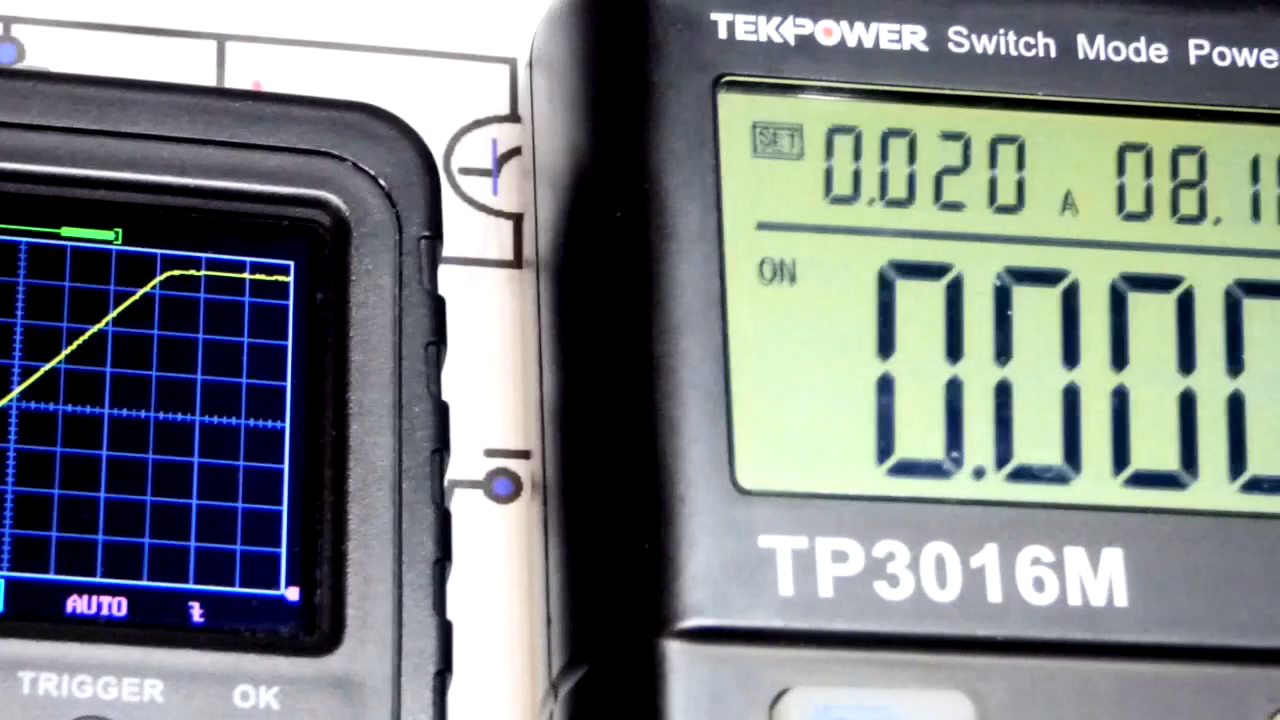 TEKPOWER Switch Mode Powe
SET 0.020 A 08.1
ON
0.00
TP3016M
AUTO
TRIGGER OK